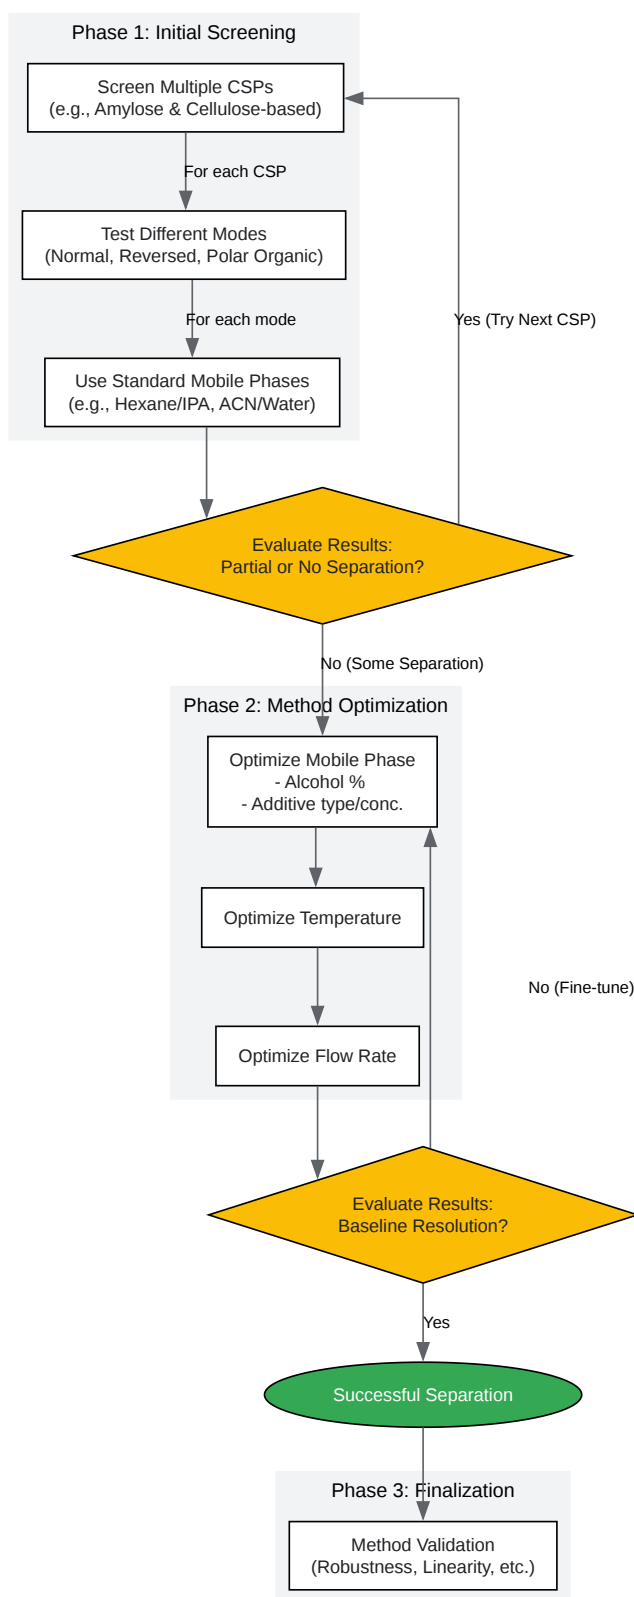 Phase 1: Initial Screening
Screen Multiple CSPs
(e.g., Amylose & Cellulose-based)
For each CSP
Test Different Modes
(Normal, Reversed, Polar Organic)
For each mode
Yes (Try Next CSP)
Use Standard Mobile Phases
(e.g., Hexane/IPA, ACN/Water)
Evaluate Results:
Partial or No Separation?
No (Some Separation)
Phase 2: Method Optimization
Optimize Mobile Phase
- Alcohol %
- Additive type/conc.
Optimize Temperature
No (Fine-tune)
Optimize Flow Rate
Evaluate Results:
Baseline Resolution?
Yes
Successful Separation
Phase 3: Finalization
Method Validation
(Robustness, Linearity, etc.)